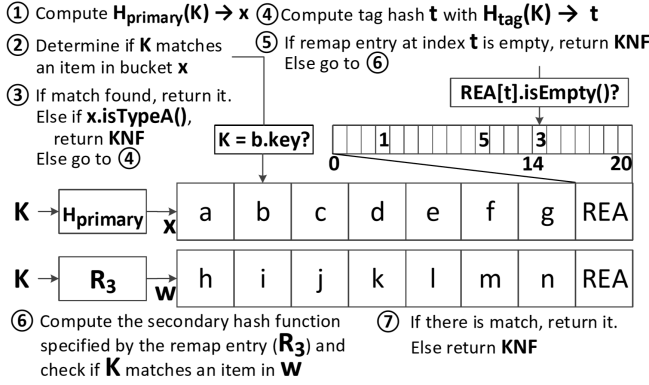 ① Compute Hprimary(K) → x
② Determine if K matches
an item in bucket x
③ If match found, return it.
Else if x.isTypeA(),
return KNF
Else go to ④
④ Compute tag hash t with Htag(K) → t
⑤ If remap entry at index t is empty, return KNF
Else go to ⑥
REA[t].isEmpty()?
K = b.key?
1 5 3
0 14 20
K Hprimary x a b c d e f g REA
K R3 w h i j k l m n REA
⑥ Compute the secondary hash function
specified by the remap entry (R3) and
check if K matches an item in w
⑦ If there is match, return it.
Else return KNF